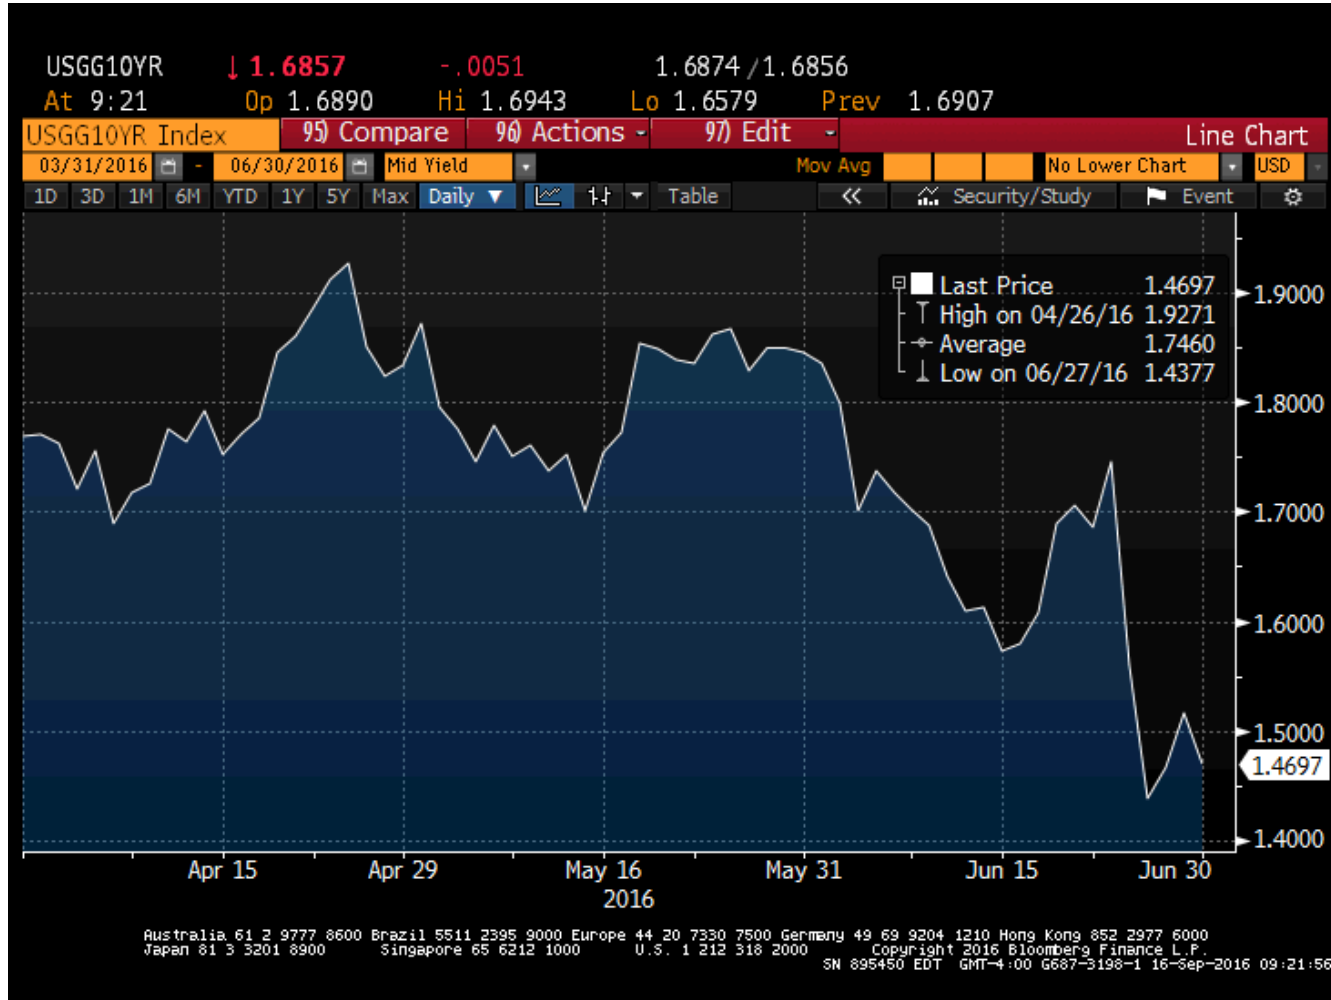 USGG10YR ↓ 1.6857 -.0051 1.6874 / 1.6856
At 9:21 Op 1.6890 Hi 1.6943 Lo 1.6579 Prev 1.6907
USGG10YR Index 95) Compare 96) Actions 97) Edit Line Chart
03/31/2016 - 06/30/2016 Mid Yield Mov Avg No Lower Chart USD
1D 3D 1M 6M YTD 1Y 5Y Max Daily ▼ Table « Security/Study Event
Last Price 1.4697
High on 04/26/16 1.9271
Average 1.7460
Low on 06/27/16 1.4377
1.9000
1.8000
1.7000
1.6000
1.5000
1.4697
1.4000
Apr 15 Apr 29 May 16 May 31 Jun 15 Jun 30
2016
Australia 61 2 9777 8600 Brazil 5511 2395 9000 Europe 44 20 7330 7500 Germany 49 69 9204 1210 Hong Kong 852 2977 6000
Japan 81 3 3201 8900 Singapore 65 6212 1000 U.S. 1 212 318 2000 Copyright 2016 Bloomberg Finance L.P.
SN 895450 EDT GMT-4:00 G687-3198-1 16-Sep-2016 09:21:56